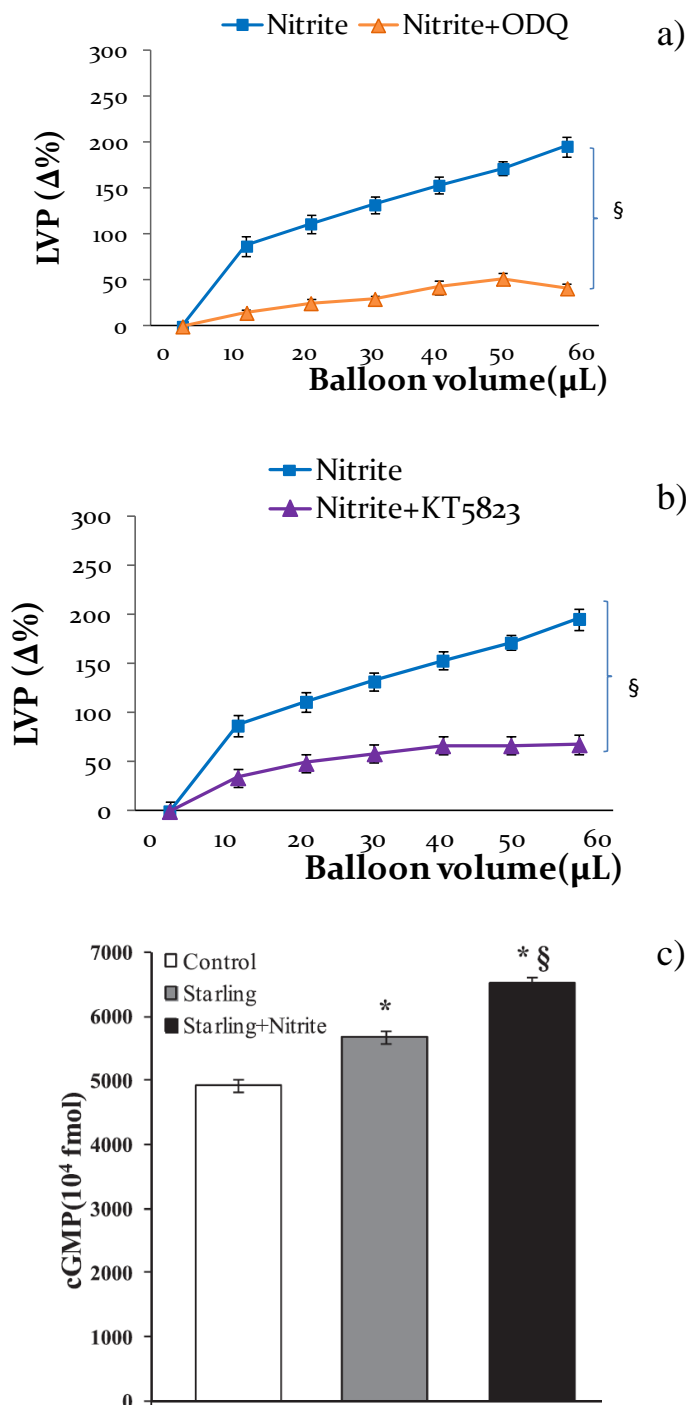 Nitrite Nitrite+ODQ
a)
300
250
200
150
100
50
0
LVP (Δ%)
§
0 10 20 30 40 50 60
Balloon volume(µL)
Nitrite
Nitrite+KT5823
b)
300
250
200
150
100
50
0
LVP (Δ%)
§
0 10 20 30 40 50 60
Balloon volume(µL)
c)
7000
6000
5000
4000
3000
2000
1000
0
cGMP(10⁴ fmol)
Control
Starling
Starling+Nitrite
*
* §